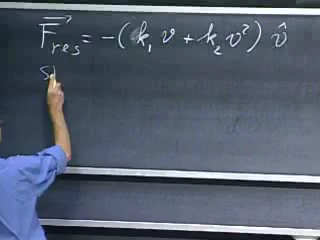 F⃗res = -(k₁v + k₂v²) v̂
s